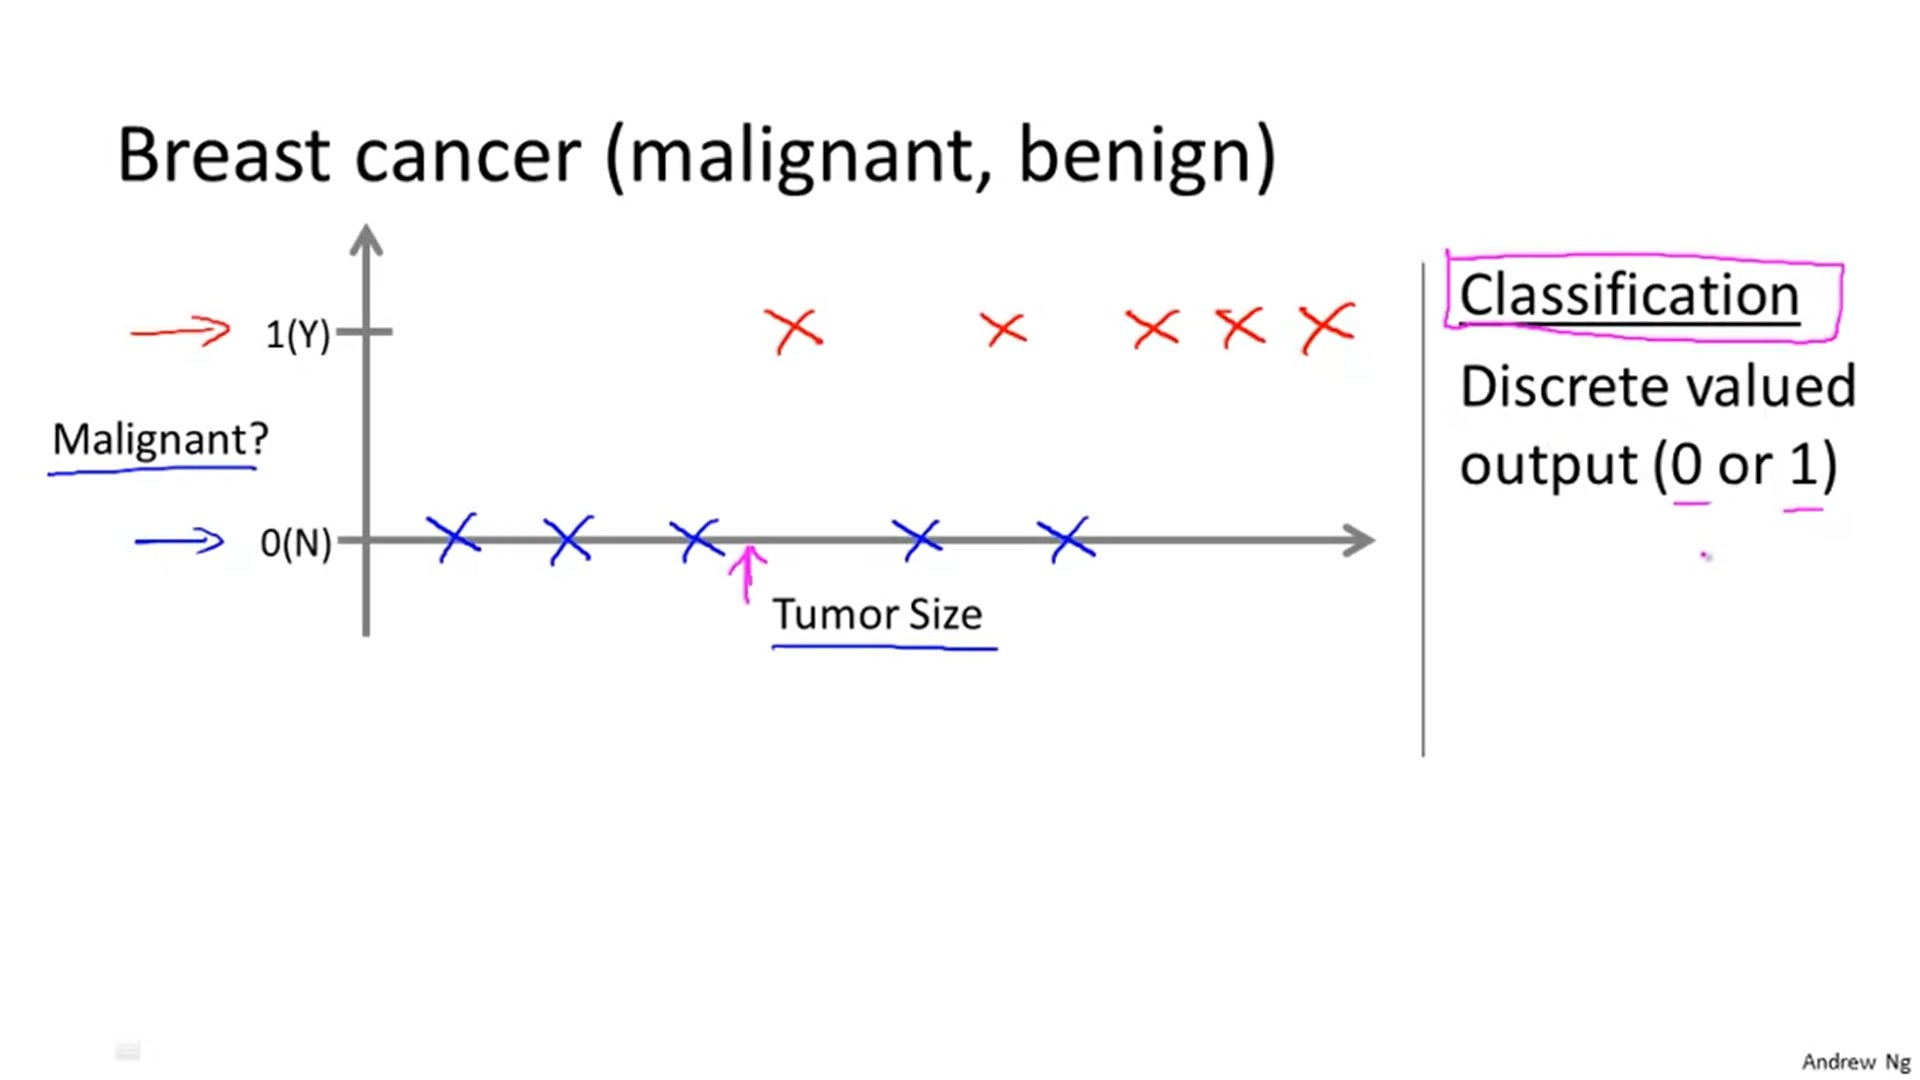 Breast cancer (malignant, benign)
1(Y)
Malignant?
0(N)
Tumor Size
Classification
Discrete valued
output (0 or 1)
Andrew Ng